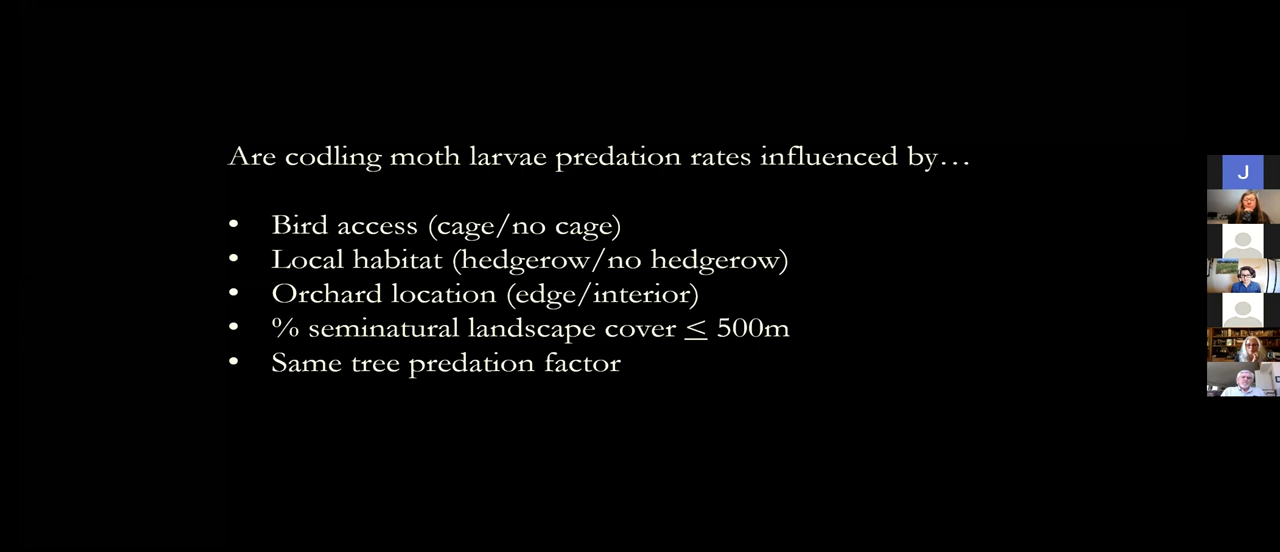 Are codling moth larvae predation rates influenced by…
• Bird access (cage/no cage)
• Local habitat (hedgerow/no hedgerow)
• Orchard location (edge/interior)
• % seminatural landscape cover ≤ 500m
• Same tree predation factor
J